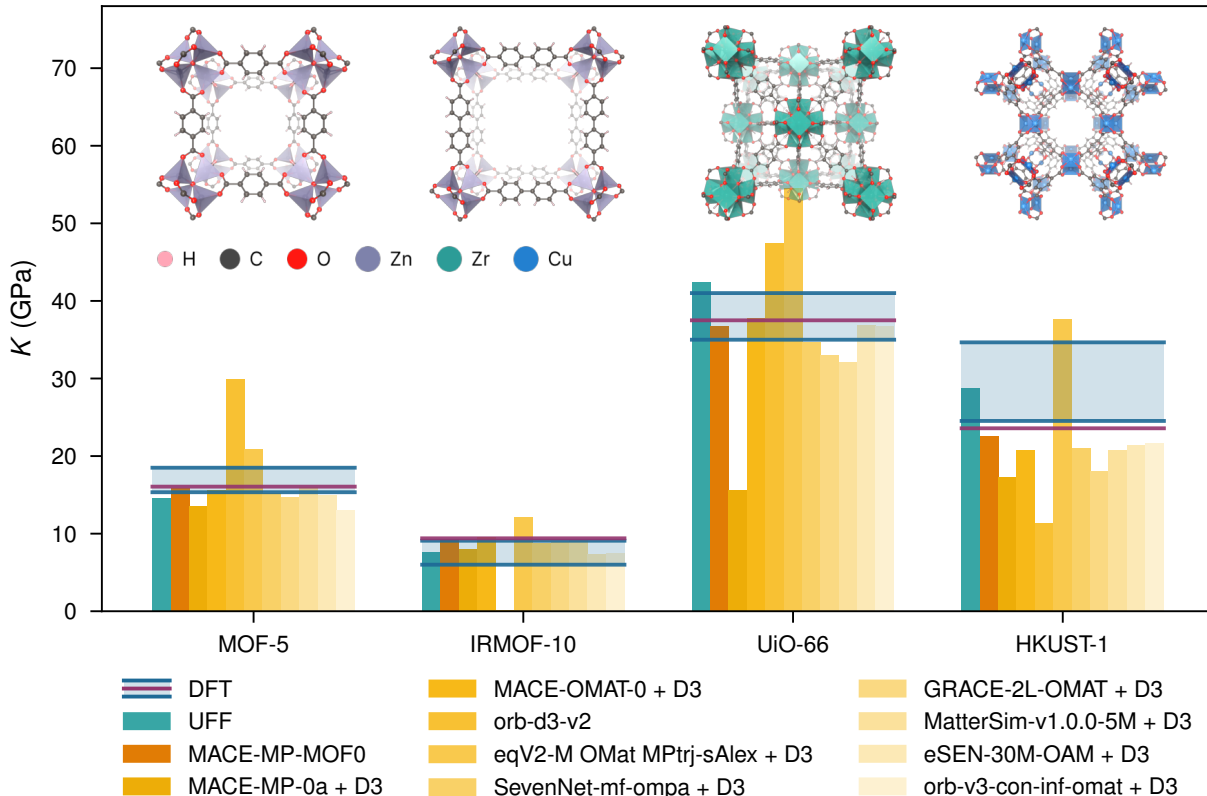 70
60
50
40
30
20
10
0
K (GPa)
H C O Zn Zr Cu
MOF-5 IRMOF-10 UiO-66 HKUST-1
DFT
UFF
MACE-MP-MOF0
MACE-MP-0a + D3
MACE-OMAT-0 + D3
orb-d3-v2
eqV2-M OMat MPtrj-sAlex + D3
SevenNet-mf-ompa + D3
GRACE-2L-OMAT + D3
MatterSim-v1.0.0-5M + D3
eSEN-30M-OAM + D3
orb-v3-con-inf-omat + D3